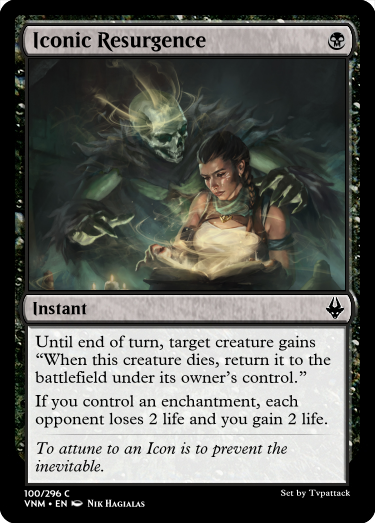 Iconic Resurgence
Instant
Until end of turn, target creature gains
“When this creature dies, return it to the
battlefield under its owner’s control.”
If you control an enchantment, each
opponent loses 2 life and you gain 2 life.
To attune to an Icon is to prevent the
inevitable.
100/296 C
VNM • EN Nik Hagialas
Set by Tvpattack